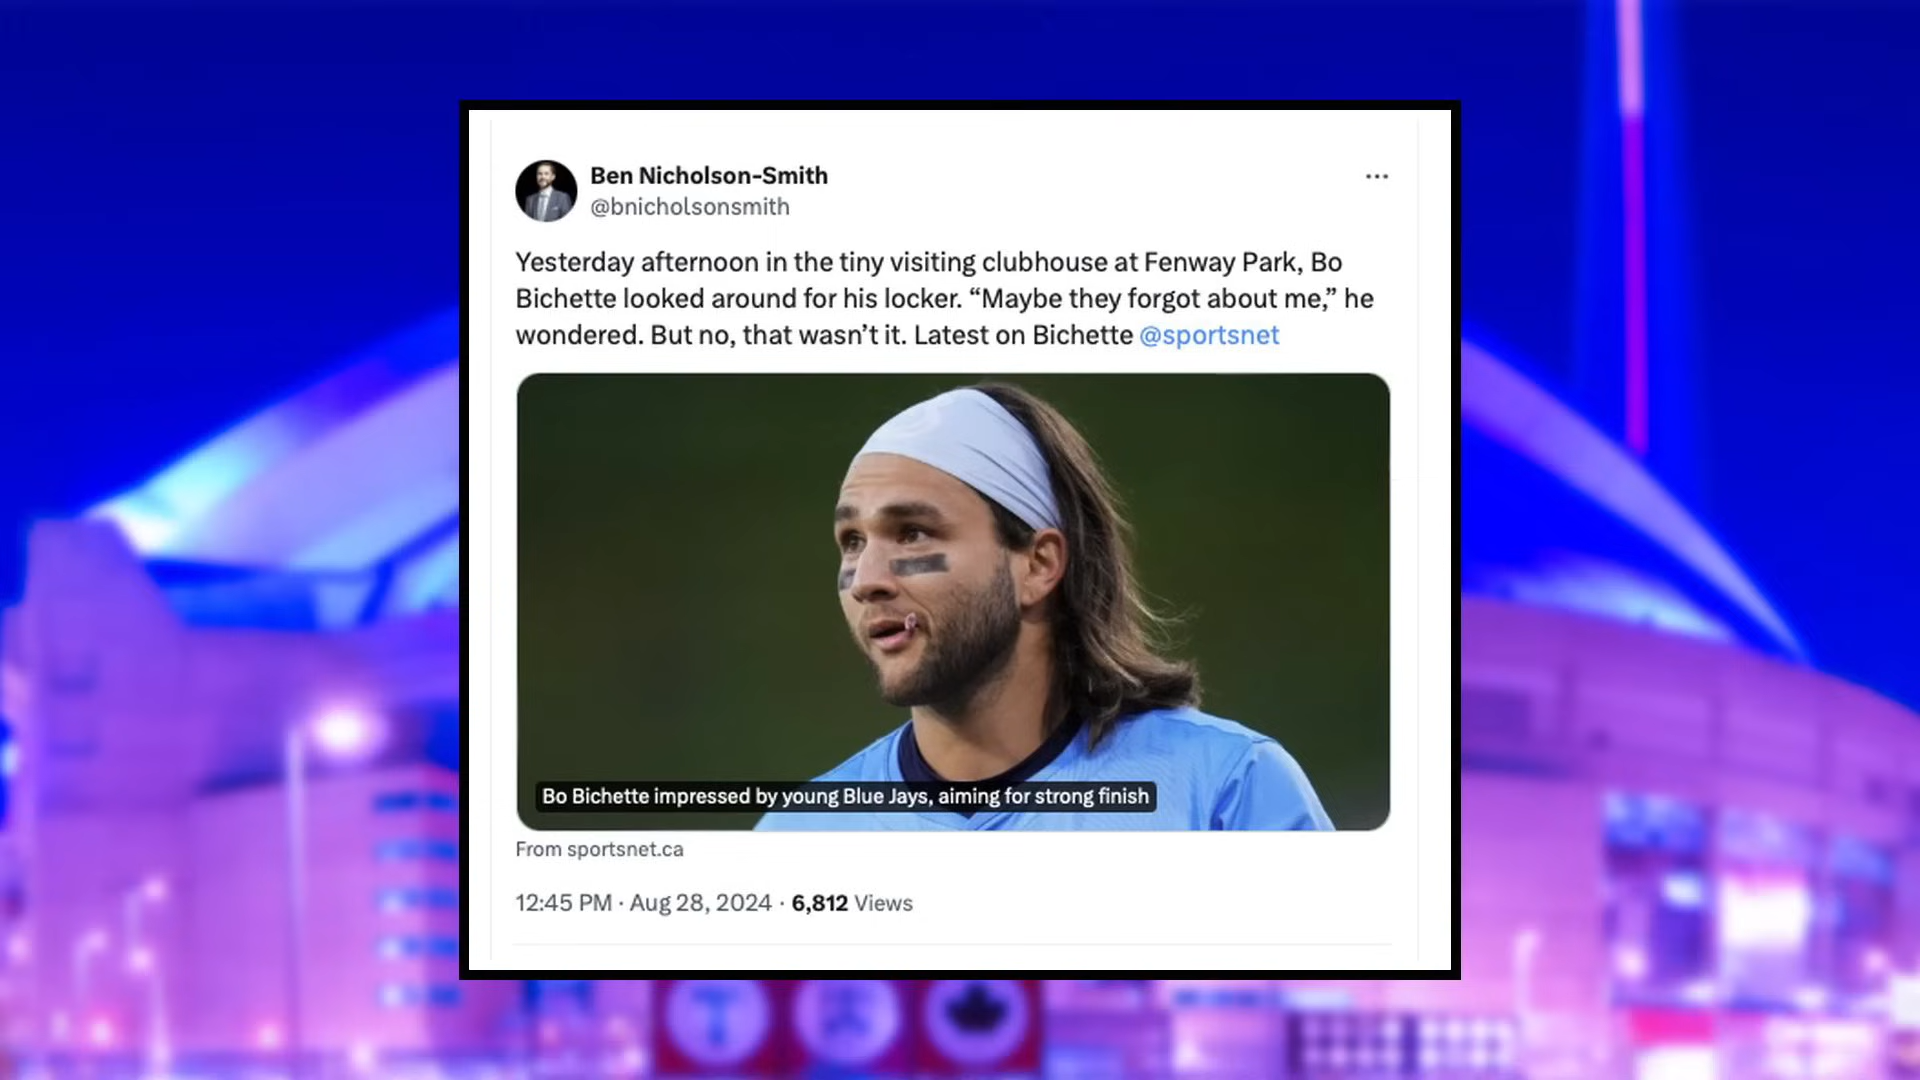 Ben Nicholson-Smith
@bnicholsonsmith
Yesterday afternoon in the tiny visiting clubhouse at Fenway Park, Bo
Bichette looked around for his locker. “Maybe they forgot about me,” he
wondered. But no, that wasn’t it. Latest on Bichette @sportsnet
Bo Bichette impressed by young Blue Jays, aiming for strong finish
From sportsnet.ca
12:45 PM · Aug 28, 2024 · 6,812 Views